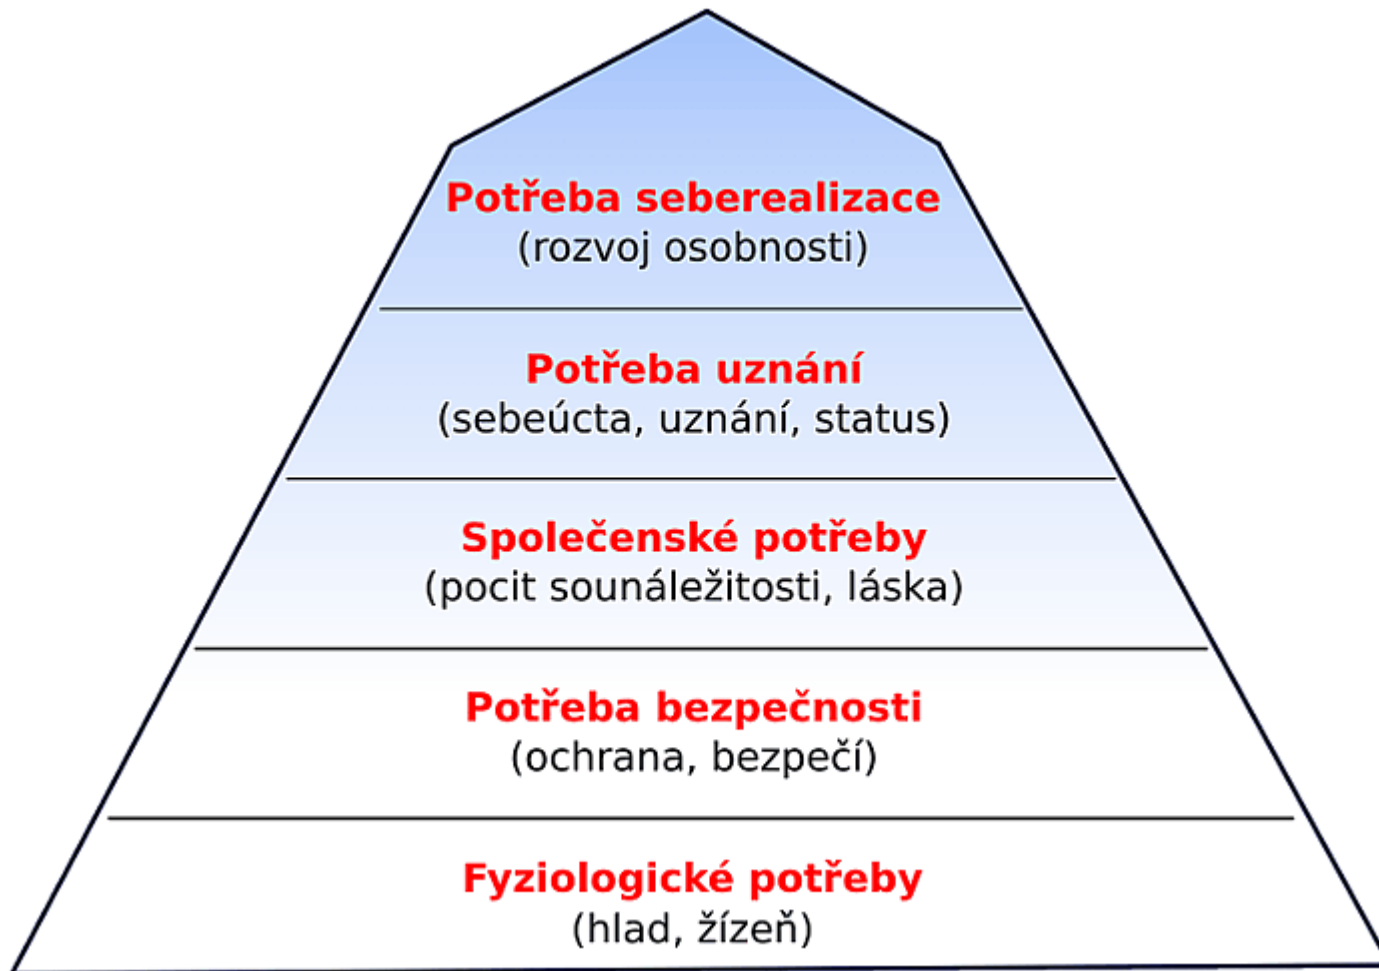 Potřeba seberealizace
(rozvoj osobnosti)
Potřeba uznání
(sebeúcta, uznání, status)
Společenské potřeby
(pocit sounáležitosti, láska)
Potřeba bezpečnosti
(ochrana, bezpečí)
Fyziologické potřeby
(hlad, žízeň)